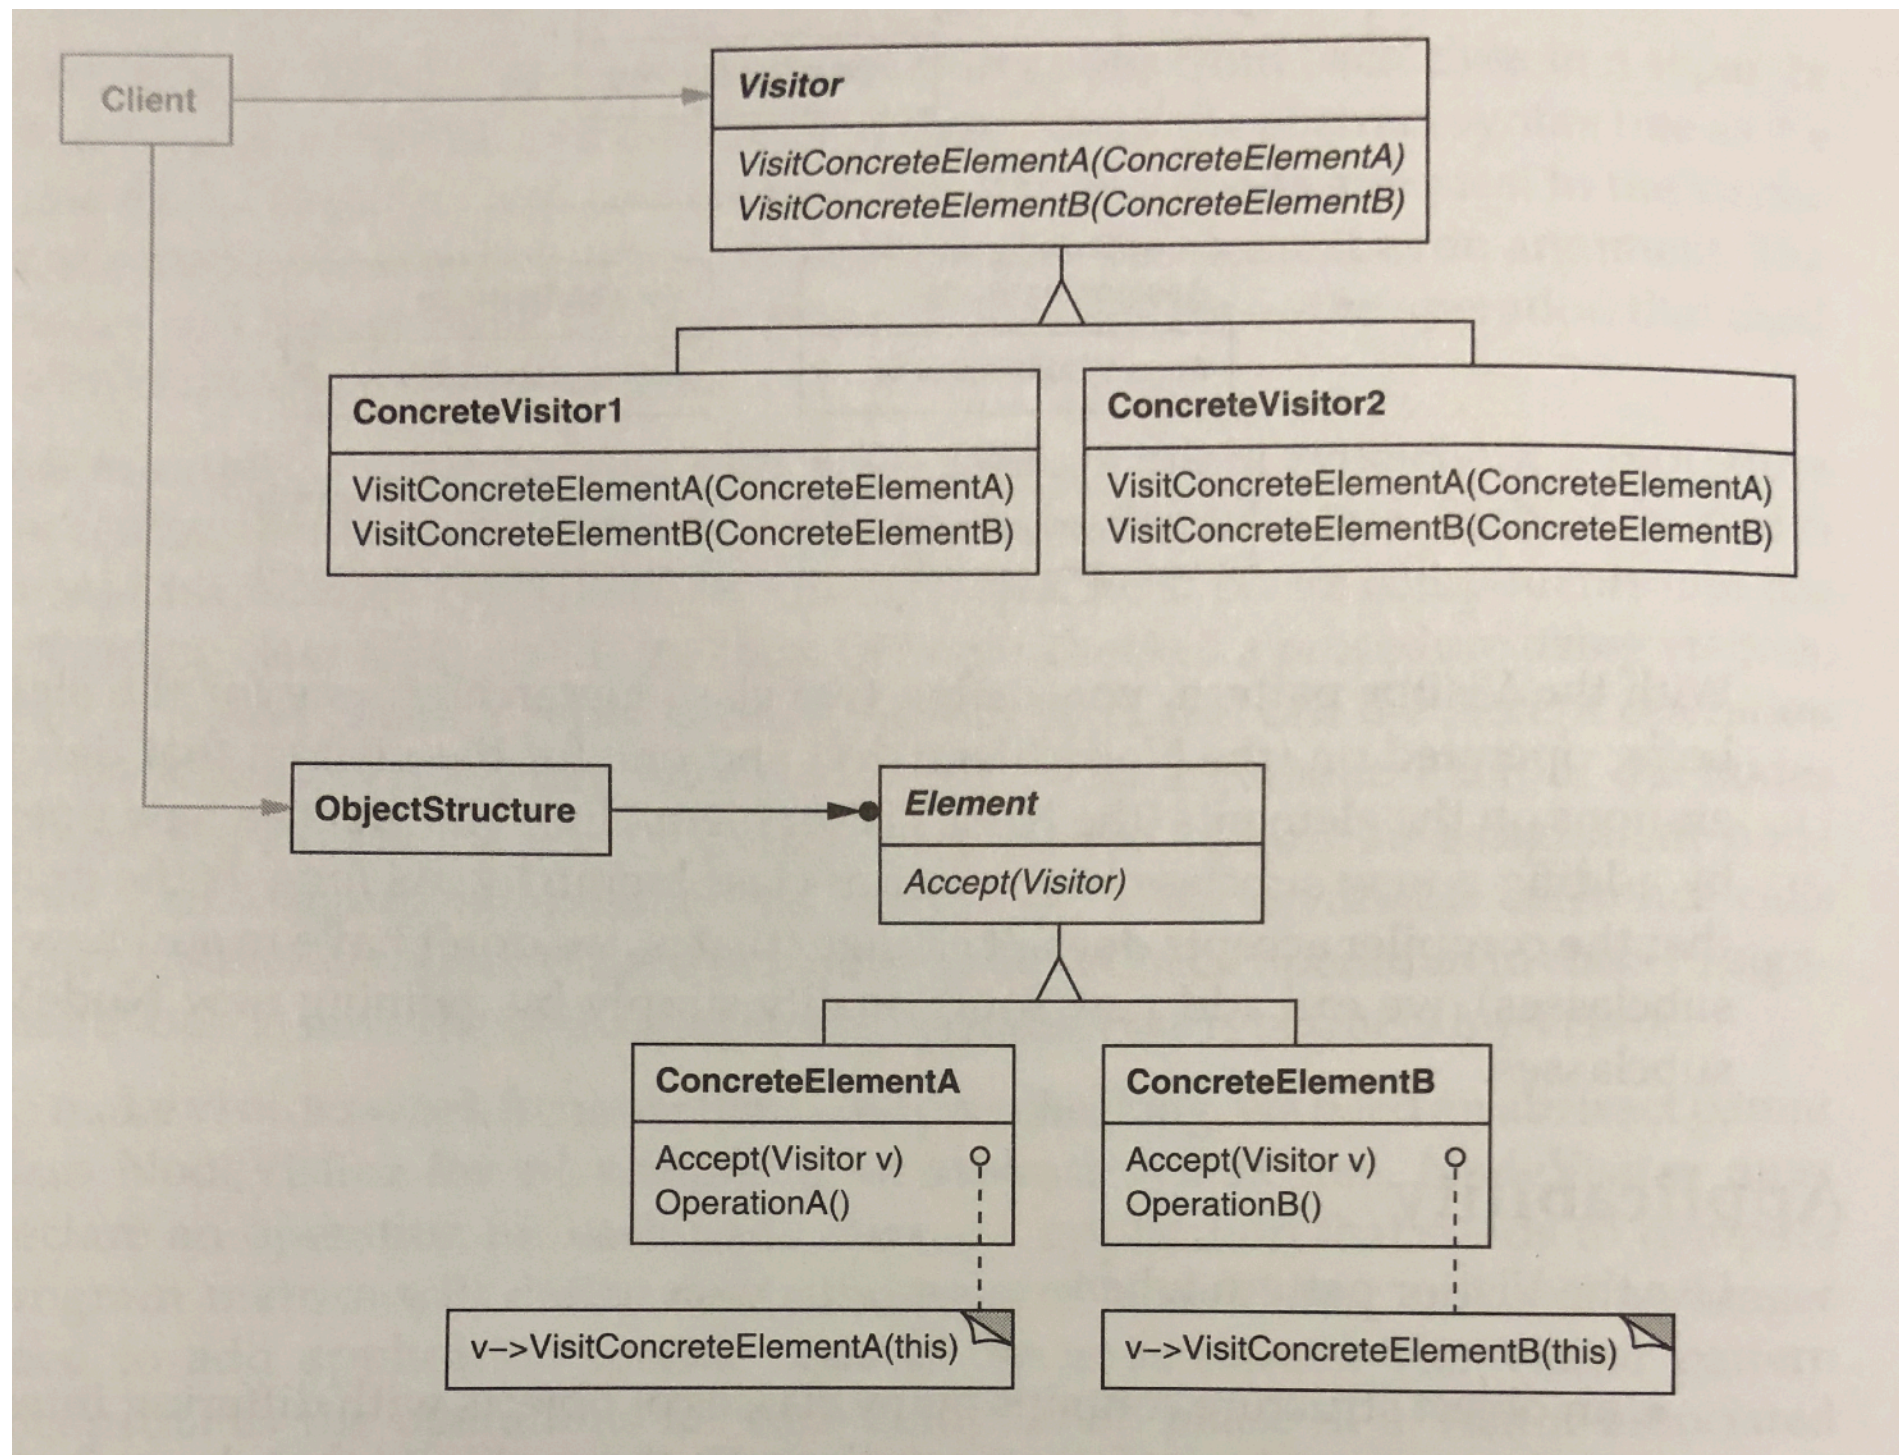 Client
Visitor
VisitConcreteElementA(ConcreteElementA)
VisitConcreteElementB(ConcreteElementB)
ConcreteVisitor1
VisitConcreteElementA(ConcreteElementA)
VisitConcreteElementB(ConcreteElementB)
ConcreteVisitor2
VisitConcreteElementA(ConcreteElementA)
VisitConcreteElementB(ConcreteElementB)
ObjectStructure
Element
Accept(Visitor)
ConcreteElementA
Accept(Visitor v)
OperationA()
ConcreteElementB
Accept(Visitor v)
OperationB()
v–>VisitConcreteElementA(this)
v–>VisitConcreteElementB(this)